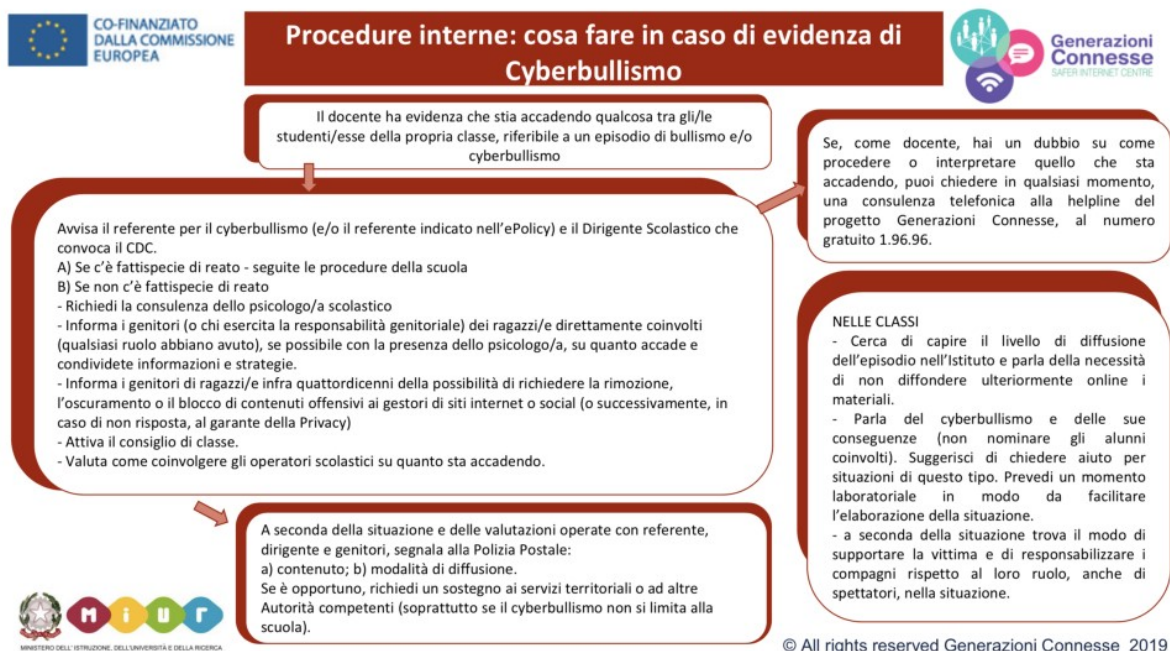 CO-FINANZIATO
DALLA COMMISSIONE
EUROPEA
Procedure interne: cosa fare in caso di evidenza di
Cyberbullismo
Generazioni
Connesse
SAFER INTERNET CENTRE
Il docente ha evidenza che stia accadendo qualcosa tra gli/le
studenti/esse della propria classe, riferibile a un episodio di bullismo e/o
cyberbullismo
Se, come docente, hai un dubbio su come
procedere o interpretare quello che sta
accadendo, puoi chiedere in qualsiasi momento,
una consulenza telefonica alla helpline del
progetto Generazioni Connesse, al numero
gratuito 1.96.96.
Avvisa il referente per il cyberbullismo (e/o il referente indicato nell'ePolicy) e il Dirigente Scolastico che
convoca il CDC.
A) Se c'è fattispecie di reato - seguite le procedure della scuola
B) Se non c'è fattispecie di reato
- Richiedi la consulenza dello psicologo/a scolastico
- Informa i genitori (o chi esercita la responsabilità genitoriale) dei ragazzi/e direttamente coinvolti
(qualsiasi ruolo abbiano avuto), se possibile con la presenza dello psicologo/a, su quanto accade e
condividete informazioni e strategie.
- Informa i genitori di ragazzi/e infra quattordicenni della possibilità di richiedere la rimozione,
l'oscuramento o il blocco di contenuti offensivi ai gestori di siti internet o social (o successivamente, in
caso di non risposta, al garante della Privacy)
- Attiva il consiglio di classe.
- Valuta come coinvolgere gli operatori scolastici su quanto sta accadendo.
NELLE CLASSI
- Cerca di capire il livello di diffusione
dell'episodio nell'Istituto e parla della necessità
di non diffondere ulteriormente online i
materiali.
- Parla del cyberbullismo e delle sue
conseguenze (non nominare gli alunni
coinvolti). Suggerisci di chiedere aiuto per
situazioni di questo tipo. Prevedi un momento
laboratoriale in modo da facilitare
l'elaborazione della situazione.
- a seconda della situazione trova il modo di
supportare la vittima e di responsabilizzare i
compagni rispetto al loro ruolo, anche di
spettatori, nella situazione.
A seconda della situazione e delle valutazioni operate con referente,
dirigente e genitori, segnala alla Polizia Postale:
a) contenuto; b) modalità di diffusione.
Se è opportuno, richiedi un sostegno ai servizi territoriali o ad altre
Autorità competenti (soprattutto se il cyberbullismo non si limita alla
scuola).
miur
MINISTERO DELL'ISTRUZIONE, DELL'UNIVERSITÀ E DELLA RICERCA
© All rights reserved Generazioni Connesse 2019